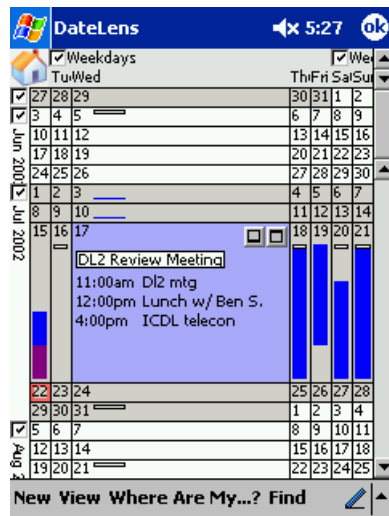 DateLens 5:27 ok
Weekdays We
Tu Wed Th Fri Sat Su
27 28 29 30 31 1 2
3 4 5 6 7 8 9
Jun 200
10 11 12 13 14 15 16
17 18 19 20 21 22 23
24 25 26 27 28 29 30
1 2 3 4 5 6 7
Jul 2002
8 9 10 11 12 13 14
15 16 17 18 19 20 21
DL2 Review Meeting
11:00am Dl2 mtg
12:00pm Lunch w/ Ben S.
4:00pm ICDL telecon
22 23 24 25 26 27 28
29 30 31 1 2 3 4
5 6 7 8 9 10 11
Aug 2
12 13 14 15 16 17 18
19 20 21 22 23 24 25
New View Where Are My...? Find